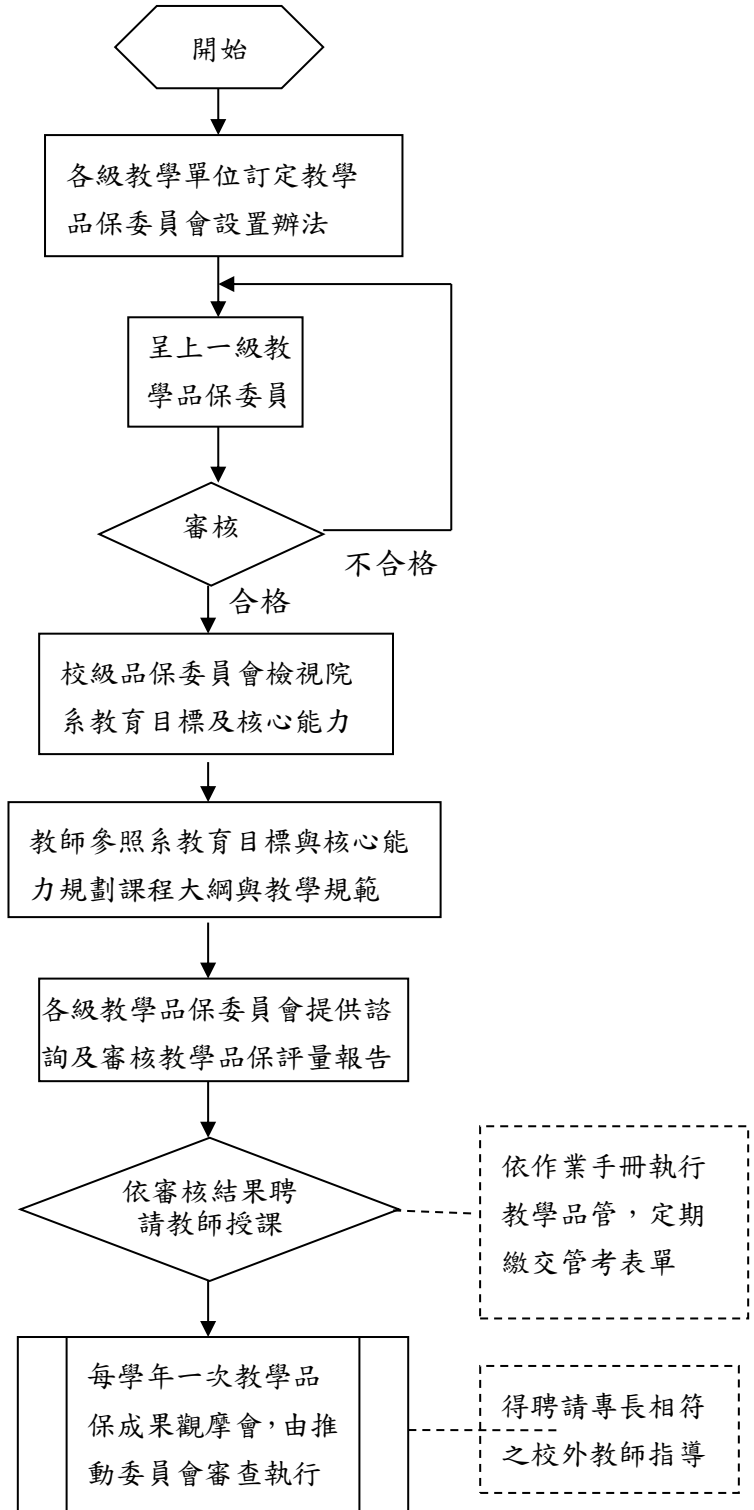 開始
各級教學單位訂定教學
品保委員會設置辦法
呈上一級教
學品保委員
審核
不合格
合格
校級品保委員會檢視院
系教育目標及核心能力
教師參照系教育目標與核心能
力規劃課程大綱與教學規範
各級教學品保委員會提供諮
詢及審核教學品保評量報告
依審核結果聘
請教師授課
依作業手冊執行
教學品管，定期
繳交管考表單
每學年一次教學品
保成果觀摩會，由推
動委員會審查執行
得聘請專長相符
之校外教師指導